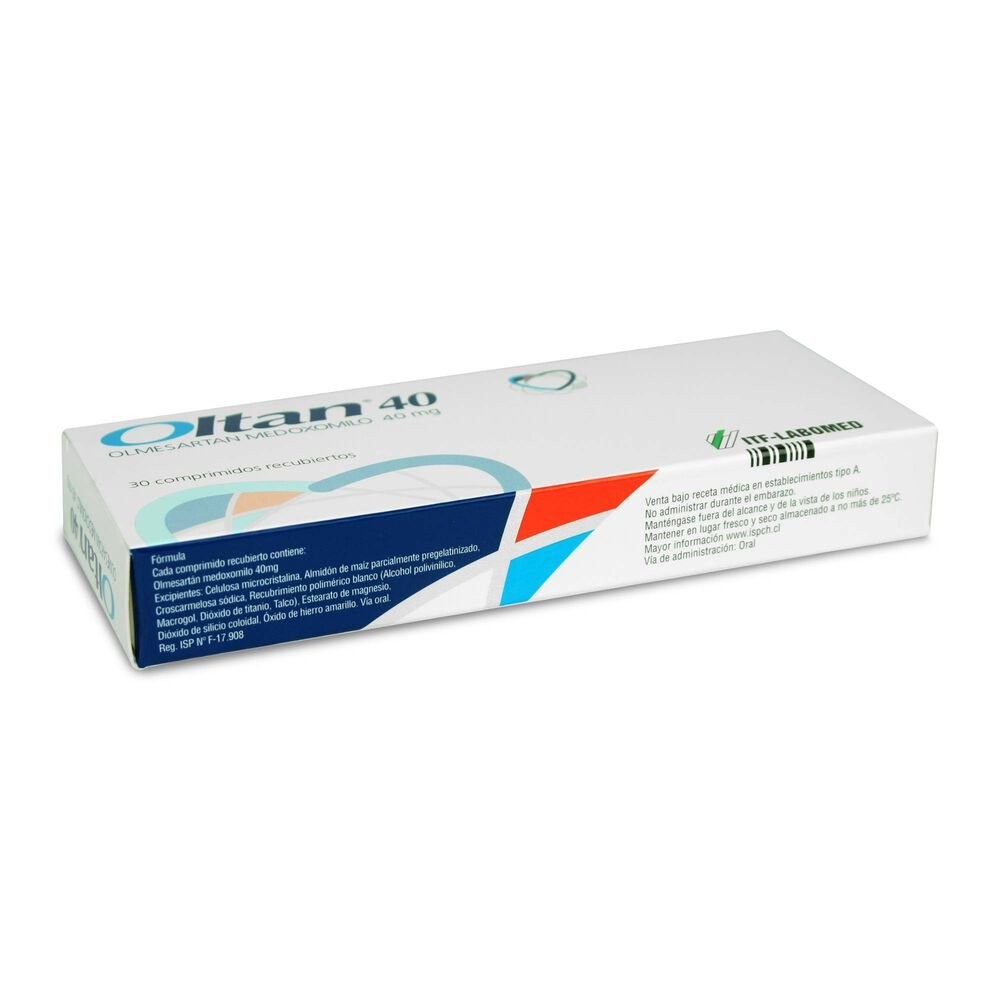 Oltan® 40
OLMESARTAN MEDOXOMILO 40 mg
30 comprimidos recubiertos
ITF-LABOMED
Fórmula
Cada comprimido recubierto contiene:
Olmesartán medoxomilo 40mg
Excipientes: Celulosa microcristalina, Almidón de maíz parcialmente pregelatinizado,
Croscarmelosa sódica, Recubrimiento polimérico blanco (Alcohol polivinílico,
Macrogol, Dióxido de titanio, Talco), Estearato de magnesio,
Dióxido de silicio coloidal, Óxido de hierro amarillo. Vía oral.
Reg. ISP N° F-17.908
Venta bajo receta médica en establecimientos tipo A.
No administrar durante el embarazo.
Manténgase fuera del alcance y de la vista de los niños.
Mantener en lugar fresco y seco almacenado a no más de 25°C.
Mayor información www.ispch.cl
Vía de administración: Oral
Oltan 40